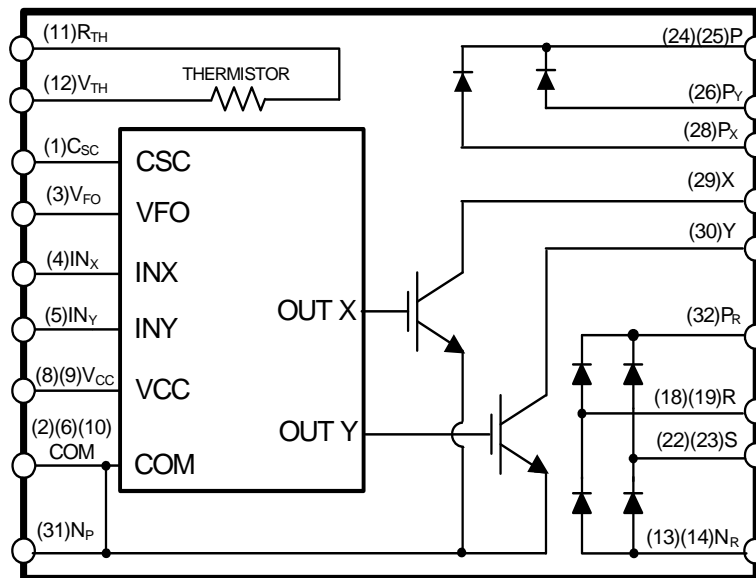 (11)RTH
(12)VTH
THERMISTOR
(1)CSC
(3)VFO
(4)INX
(5)INY
(8)(9)VCC
(2)(6)(10)
COM
(31)NP
CSC
VFO
INX
INY
VCC
COM
OUT X
OUT Y
(24)(25)P
(26)PY
(28)PX
(29)X
(30)Y
(32)PR
(18)(19)R
(22)(23)S
(13)(14)NR